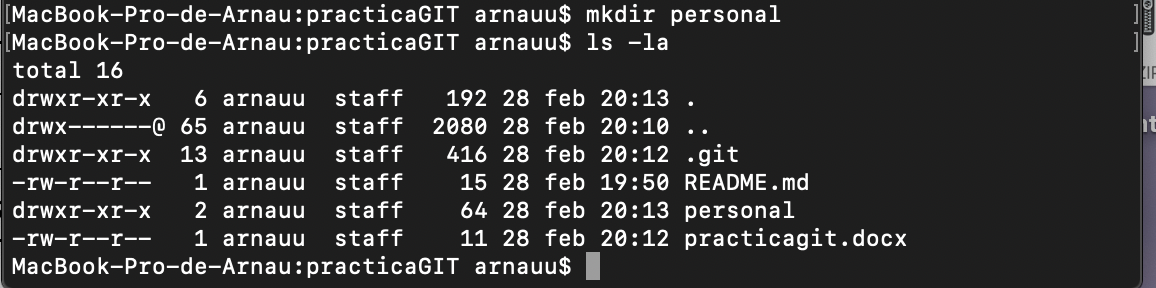 [MacBook-Pro-de-Arnau:practicaGIT arnauu$ mkdir personal ]
[MacBook-Pro-de-Arnau:practicaGIT arnauu$ ls -la ]
total 16
drwxr-xr-x   6 arnauu  staff   192 28 feb 20:13 .
drwx------@ 65 arnauu  staff  2080 28 feb 20:10 ..
drwxr-xr-x  13 arnauu  staff   416 28 feb 20:12 .git
-rw-r--r--   1 arnauu  staff    15 28 feb 19:50 README.md
drwxr-xr-x   2 arnauu  staff    64 28 feb 20:13 personal
-rw-r--r--   1 arnauu  staff    11 28 feb 20:12 practicagit.docx
MacBook-Pro-de-Arnau:practicaGIT arnauu$